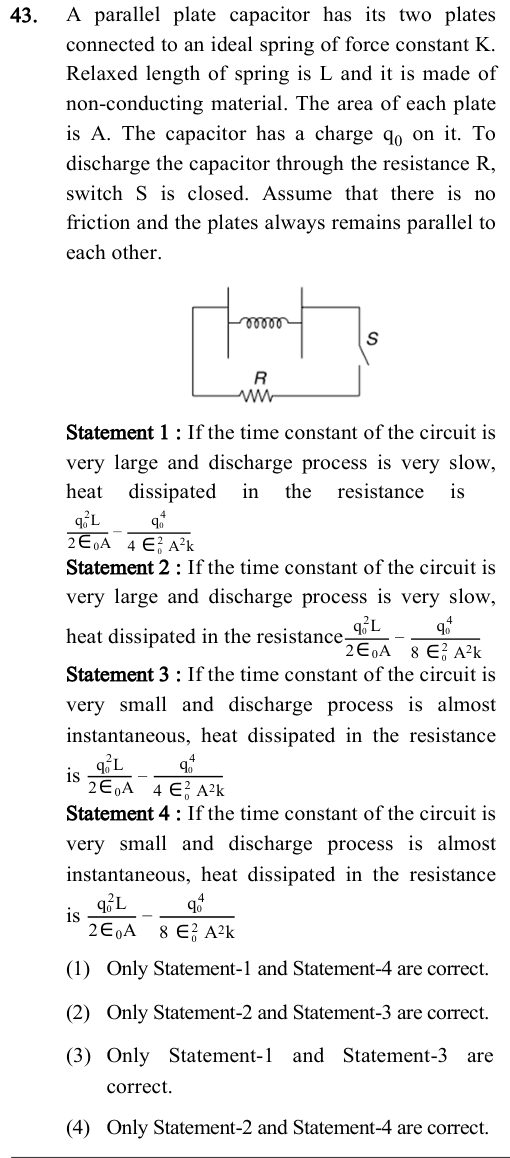 43. A parallel plate capacitor has its two plates
connected to an ideal spring of force constant K.
Relaxed length of spring is L and it is made of
non-conducting material. The area of each plate
is A. The capacitor has a charge q₀ on it. To
discharge the capacitor through the resistance R,
switch S is closed. Assume that there is no
friction and the plates always remains parallel to
each other.
S
R
Statement 1 : If the time constant of the circuit is
very large and discharge process is very slow,
heat dissipated in the resistance is
q₀²L/2∈₀A – q₀⁴/4∈₀²A²k
Statement 2 : If the time constant of the circuit is
very large and discharge process is very slow,
heat dissipated in the resistance q₀²L/2∈₀A – q₀⁴/8∈₀²A²k
Statement 3 : If the time constant of the circuit is
very small and discharge process is almost
instantaneous, heat dissipated in the resistance
is q₀²L/2∈₀A – q₀⁴/4∈₀²A²k
Statement 4 : If the time constant of the circuit is
very small and discharge process is almost
instantaneous, heat dissipated in the resistance
is q₀²L/2∈₀A – q₀⁴/8∈₀²A²k
(1) Only Statement-1 and Statement-4 are correct.
(2) Only Statement-2 and Statement-3 are correct.
(3) Only Statement-1 and Statement-3 are
correct.
(4) Only Statement-2 and Statement-4 are correct.